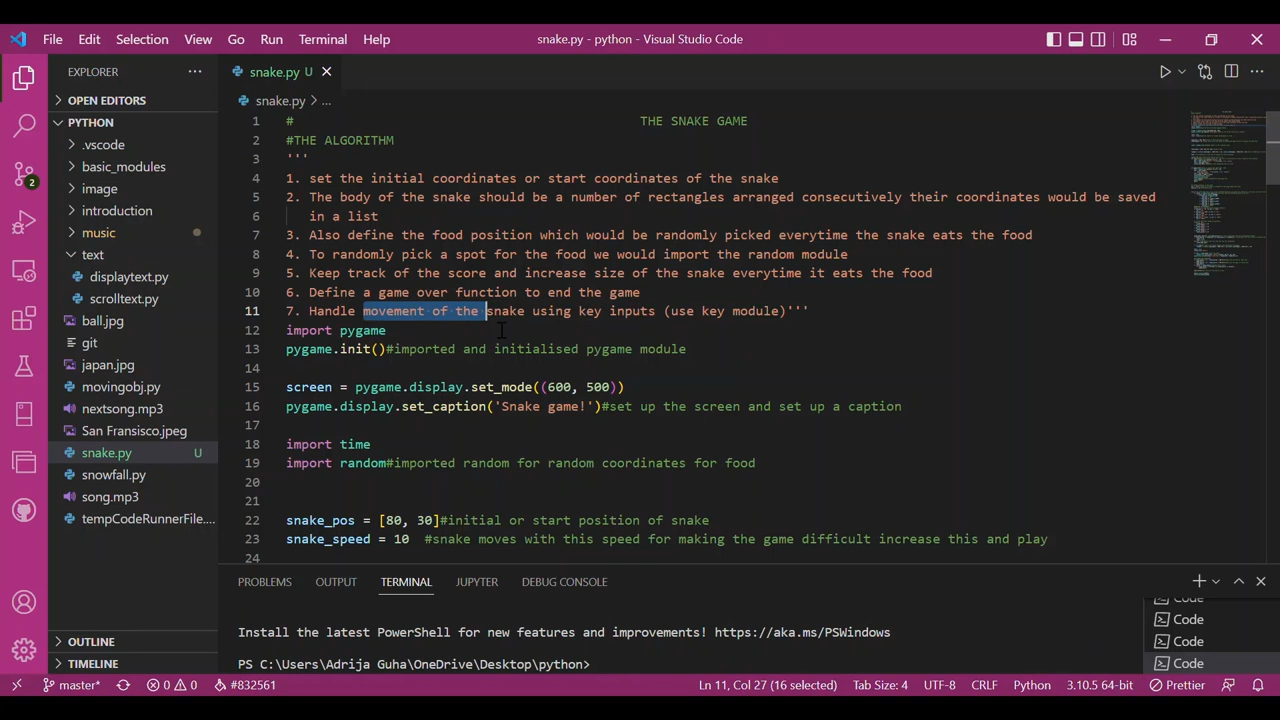 File Edit Selection View Go Run Terminal Help snake.py - python - Visual Studio Code
EXPLORER
OPEN EDITORS
PYTHON
.vscode
basic_modules
image
introduction
music
text
displaytext.py
scrolltext.py
ball.jpg
git
japan.jpg
movingobj.py
nextsong.mp3
San Fransisco.jpeg
snake.py U
snowfall.py
song.mp3
tempCodeRunnerFile....
OUTLINE
TIMELINE
2
snake.py U
snake.py > ...
1 # THE SNAKE GAME
2 #THE ALGORITHM
3 '''
4 1. set the initial coordinates or start coordinates of the snake
5 2. The body of the snake should be a number of rectangles arranged consecutively their coordinates would be saved
6 in a list
7 3. Also define the food position which would be randomly picked everytime the snake eats the food
8 4. To randomly pick a spot for the food we would import the random module
9 5. Keep track of the score and increase size of the snake everytime it eats the food
10 6. Define a game over function to end the game
11 7. Handle movement of the snake using key inputs (use key module)'''
12 import pygame
13 pygame.init()#imported and initialised pygame module
14
15 screen = pygame.display.set_mode((600, 500))
16 pygame.display.set_caption('Snake game!')#set up the screen and set up a caption
17
18 import time
19 import random#imported random for random coordinates for food
20
21
22 snake_pos = [80, 30]#initial or start position of snake
23 snake_speed = 10 #snake moves with this speed for making the game difficult increase this and play
24
PROBLEMS OUTPUT TERMINAL JUPYTER DEBUG CONSOLE
Install the latest PowerShell for new features and improvements! https://aka.ms/PSWindows
PS C:\Users\Adrija Guha\OneDrive\Desktop\python>
Code
Code
Code
Code
master* 0 0 #832561 Ln 11, Col 27 (16 selected) Tab Size: 4 UTF-8 CRLF Python 3.10.5 64-bit Prettier